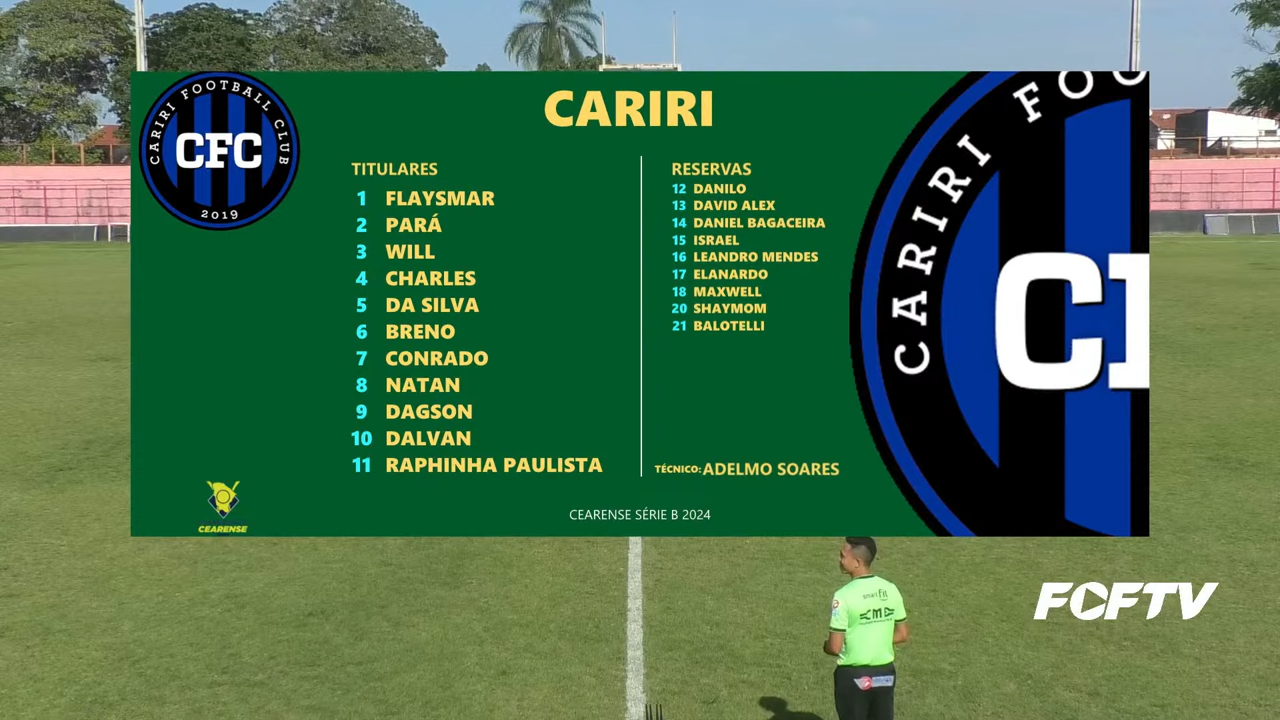 CARIRI FOOTBALL CLUB
CFC
2019
CARIRI
TITULARES
1 FLAYSMAR
2 PARÁ
3 WILL
4 CHARLES
5 DA SILVA
6 BRENO
7 CONRADO
8 NATAN
9 DAGSON
10 DALVAN
11 RAPHINHA PAULISTA
RESERVAS
12 DANILO
13 DAVID ALEX
14 DANIEL BAGACEIRA
15 ISRAEL
16 LEANDRO MENDES
17 ELANARDO
18 MAXWELL
20 SHAYMOM
21 BALOTELLI
TÉCNICO: ADELMO SOARES
CEARENSE
CEARENSE SÉRIE B 2024
CARIRI FOO
C
smart fit
FCFTV